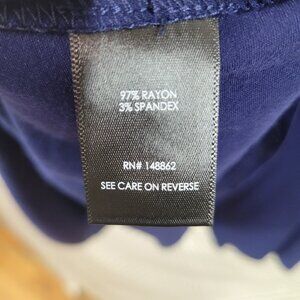 97% RAYON
3% SPANDEX
RN# 148862
SEE CARE ON REVERSE